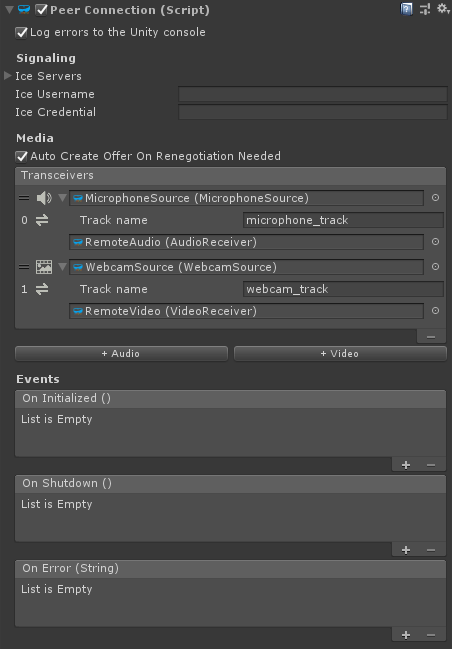 Peer Connection (Script)
Log errors to the Unity console
Signaling
Ice Servers
Ice Username
Ice Credential
Media
Auto Create Offer On Renegotiation Needed
Transceivers
MicrophoneSource (MicrophoneSource)
0 Track name microphone_track
RemoteAudio (AudioReceiver)
WebcamSource (WebcamSource)
1 Track name webcam_track
RemoteVideo (VideoReceiver)
+ Audio + Video
Events
On Initialized ()
List is Empty
On Shutdown ()
List is Empty
On Error (String)
List is Empty